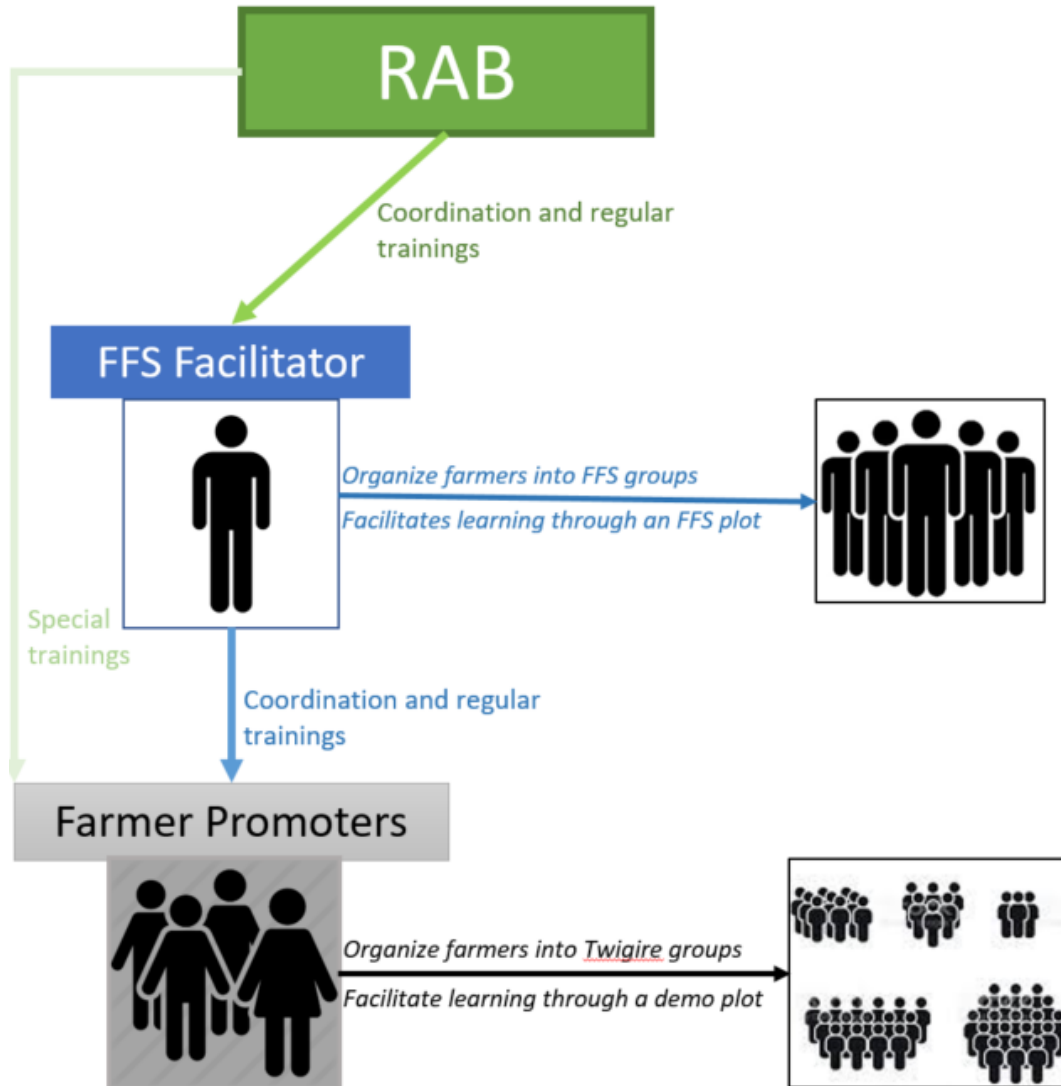 RAB
Coordination and regular
trainings
FFS Facilitator
Organize farmers into FFS groups
Facilitates learning through an FFS plot
Special
trainings
Coordination and regular
trainings
Farmer Promoters
Organize farmers into Twigire groups
Facilitate learning through a demo plot